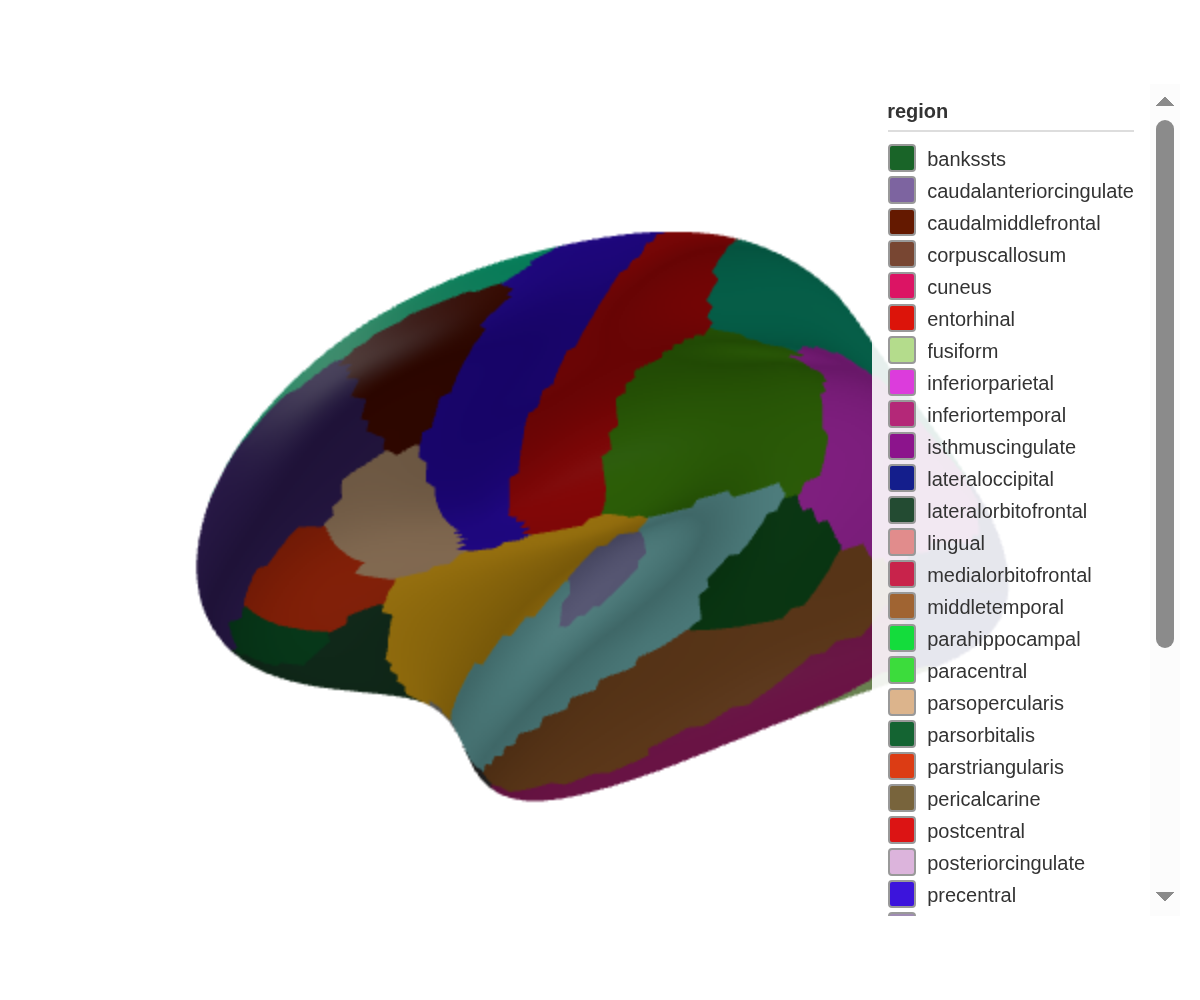 region
bankssts
caudalanteriorcingulate
caudalmiddlefrontal
corpuscallosum
cuneus
entorhinal
fusiform
inferiorparietal
inferiortemporal
isthmuscingulate
lateraloccipital
lateralorbitofrontal
lingual
medialorbitofrontal
middletemporal
parahippocampal
paracentral
parsopercularis
parsorbitalis
parstriangularis
pericalcarine
postcentral
posteriorcingulate
precentral